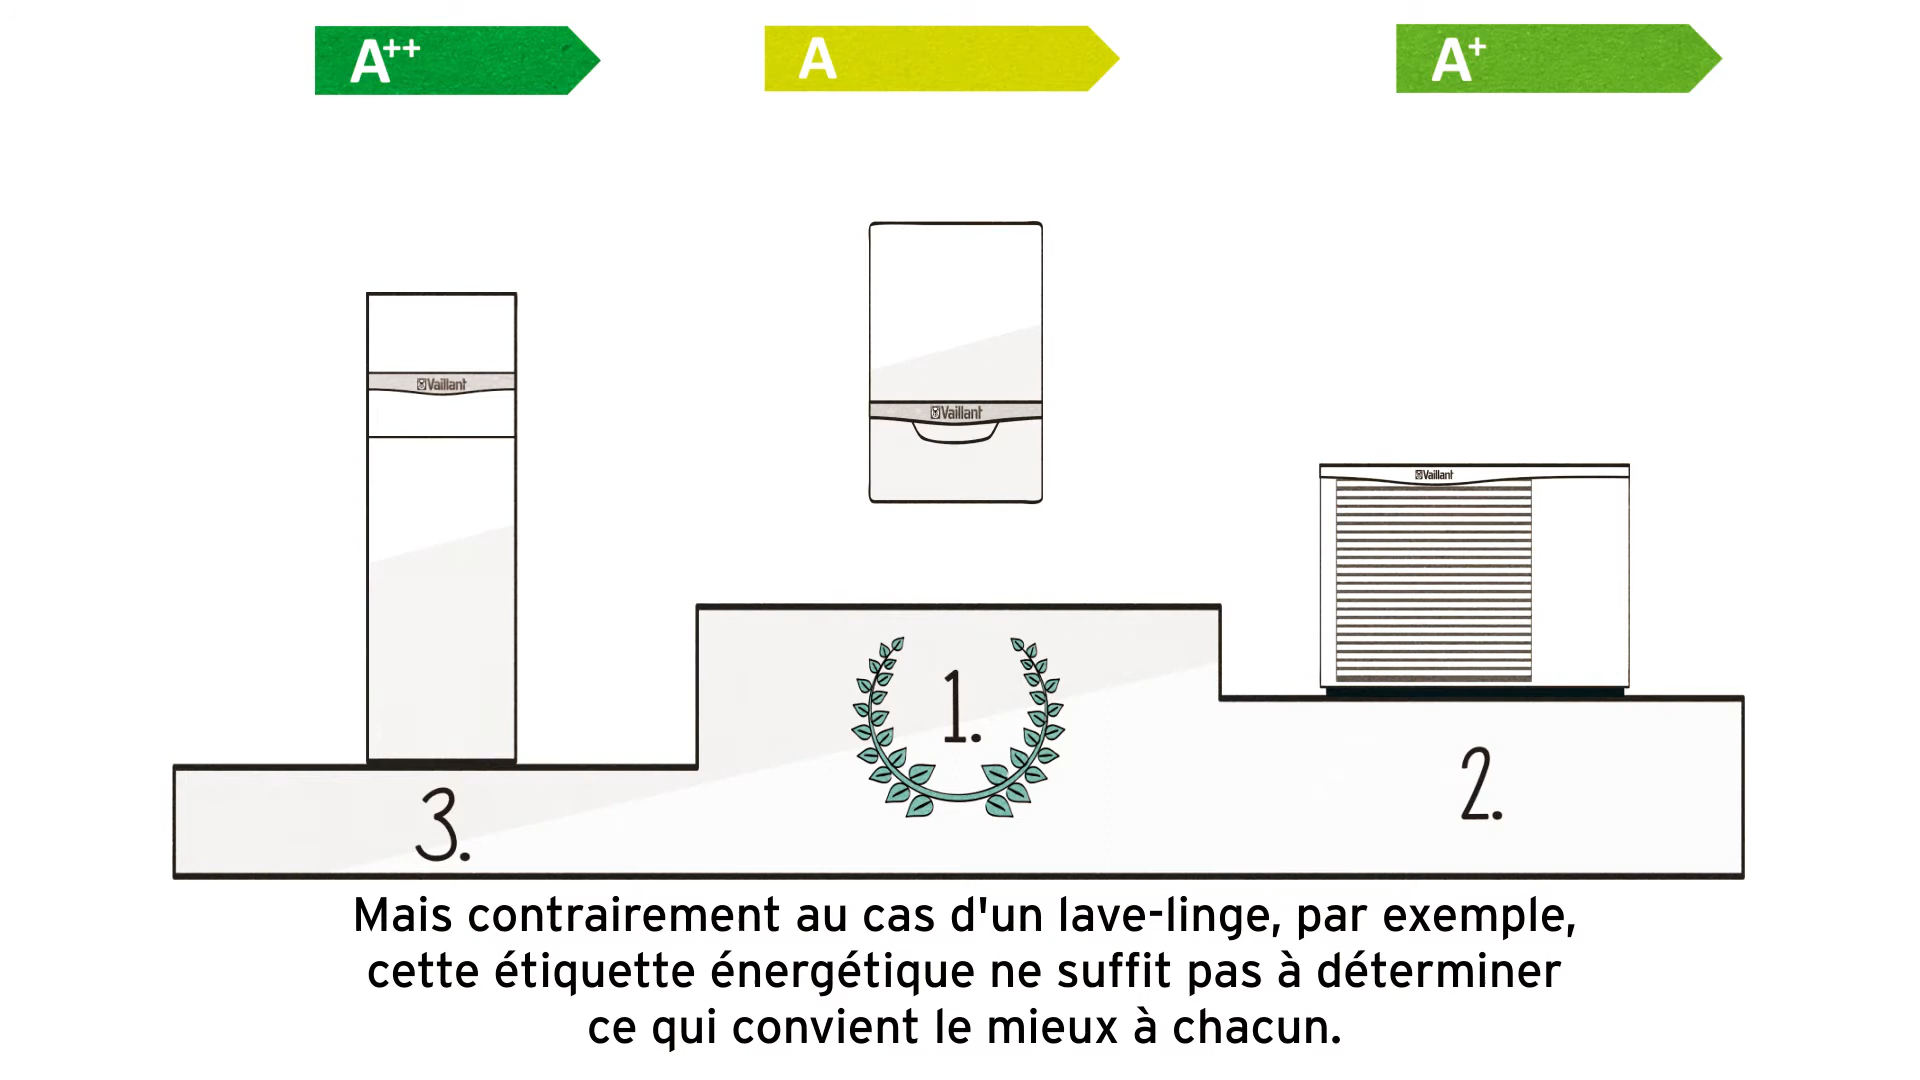 A++
A
A+
Vaillant
Vaillant
Vaillant
1.
2.
3.
Mais contrairement au cas d'un lave-linge, par exemple,
cette étiquette énergétique ne suffit pas à déterminer
ce qui convient le mieux à chacun.